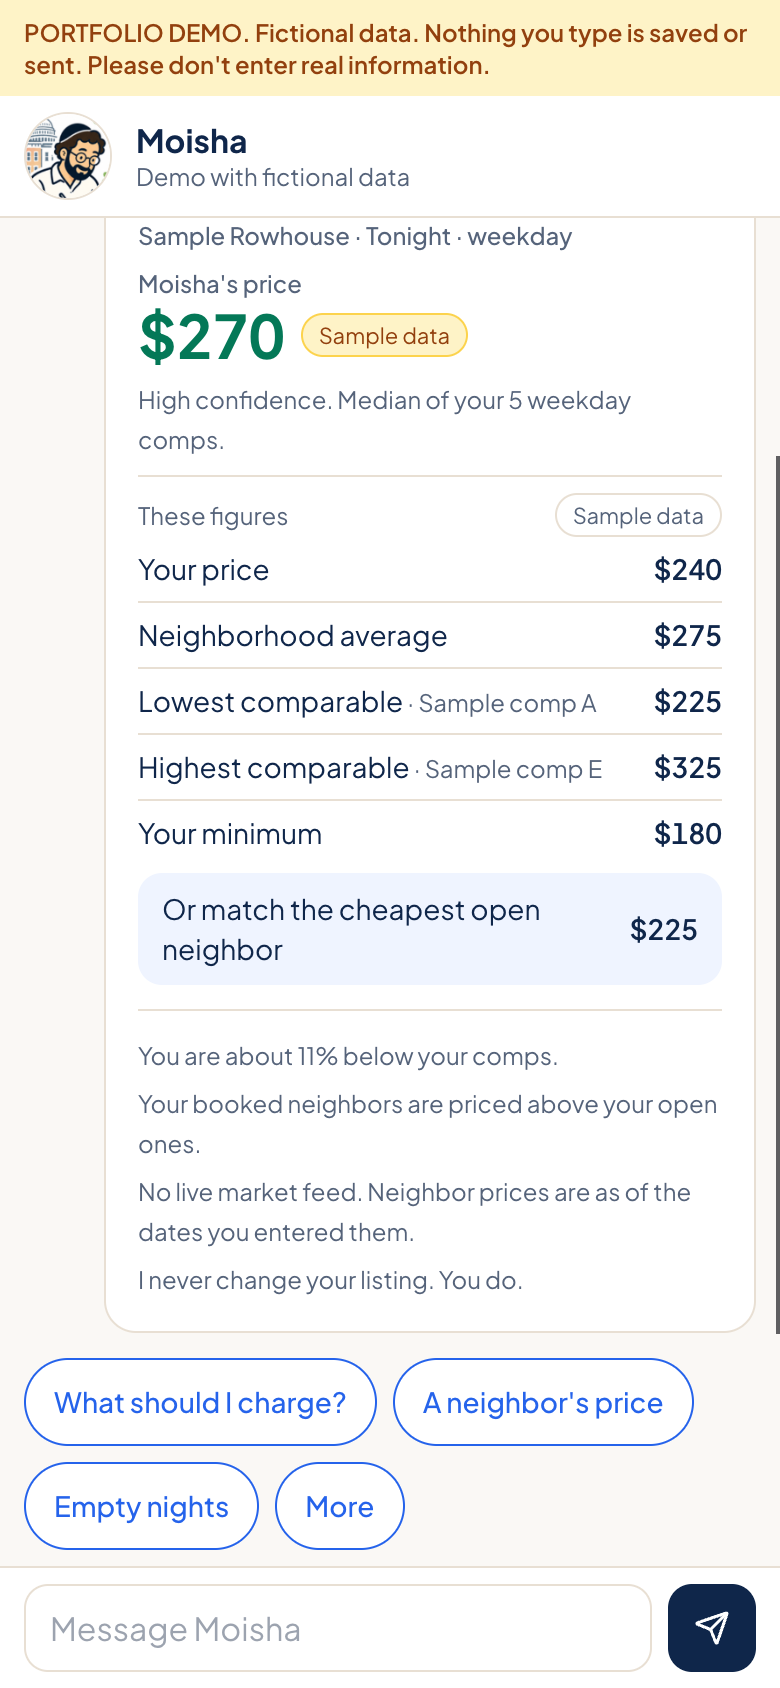 PORTFOLIO DEMO. Fictional data. Nothing you type is saved or
sent. Please don't enter real information.
Moisha
Demo with fictional data
Sample Rowhouse · Tonight · weekday
Moisha's price
$270 Sample data
High confidence. Median of your 5 weekday
comps.
These figures Sample data
Your price $240
Neighborhood average $275
Lowest comparable · Sample comp A $225
Highest comparable · Sample comp E $325
Your minimum $180
Or match the cheapest open
neighbor $225
You are about 11% below your comps.
Your booked neighbors are priced above your open
ones.
No live market feed. Neighbor prices are as of the
dates you entered them.
I never change your listing. You do.
What should I charge? A neighbor's price
Empty nights More
Message Moisha